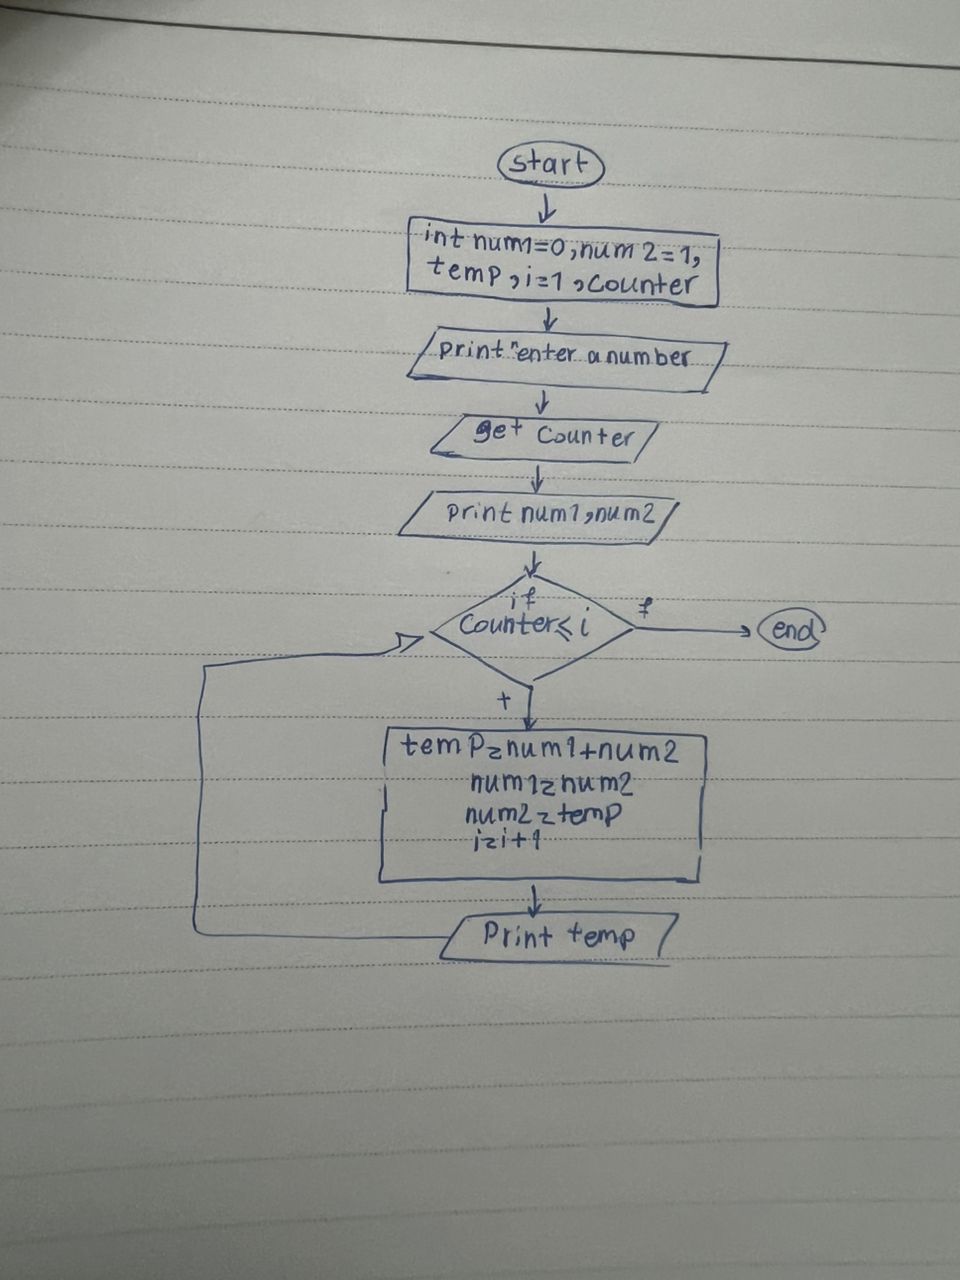 start
int num1=0,num2=1,
temp,i=1,counter
print "enter a number
get counter
print num1,num2
if
counter≤i
f
end
t
temp=num1+num2
num1=num2
num2=temp
i=i+1
Print temp